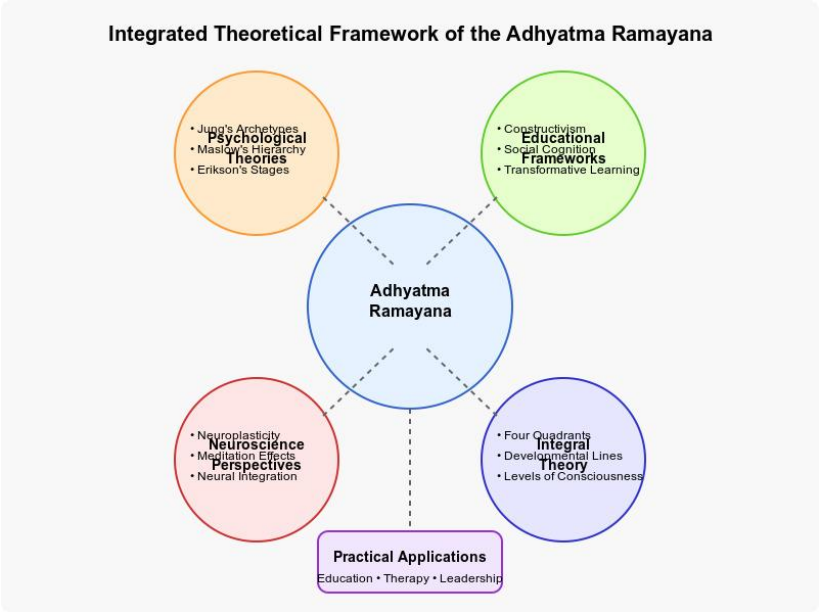 Integrated Theoretical Framework of the Adhyatma Ramayana
Psychological
Theories
• Jung's Archetypes
• Maslow's Hierarchy
• Erikson's Stages
Educational
Frameworks
• Constructivism
• Social Cognition
• Transformative Learning
Adhyatma
Ramayana
Neuroscience
Perspectives
• Neuroplasticity
• Meditation Effects
• Neural Integration
Integral
Theory
• Four Quadrants
• Developmental Lines
• Levels of Consciousness
Practical Applications
Education • Therapy • Leadership